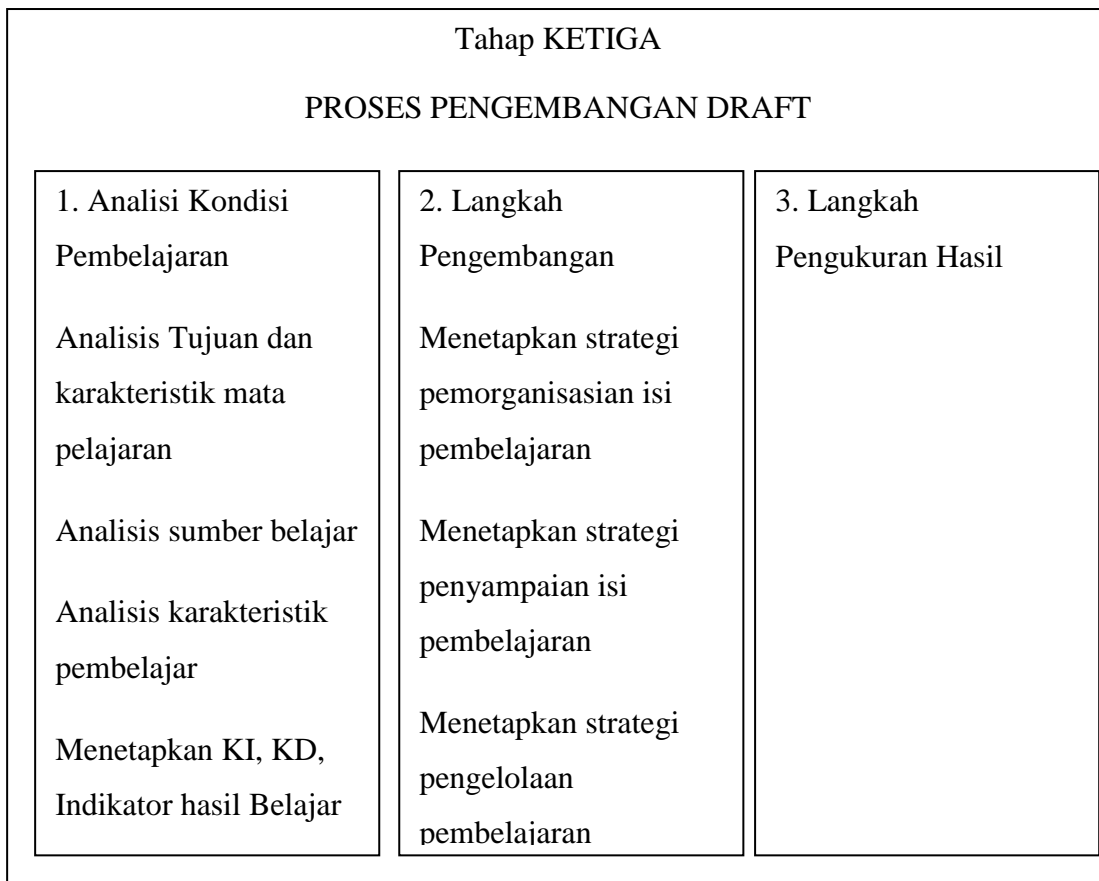 Tahap KETIGA
PROSES PENGEMBANGAN DRAFT
1. Analisi Kondisi
Pembelajaran
Analisis Tujuan dan
karakteristik mata
pelajaran
Analisis sumber belajar
Analisis karakteristik
pembelajar
Menetapkan KI, KD,
Indikator hasil Belajar
2. Langkah
Pengembangan
Menetapkan strategi
pemorganisasian isi
pembelajaran
Menetapkan strategi
penyampaian isi
pembelajaran
Menetapkan strategi
pengelolaan
pembelajaran
3. Langkah
Pengukuran Hasil